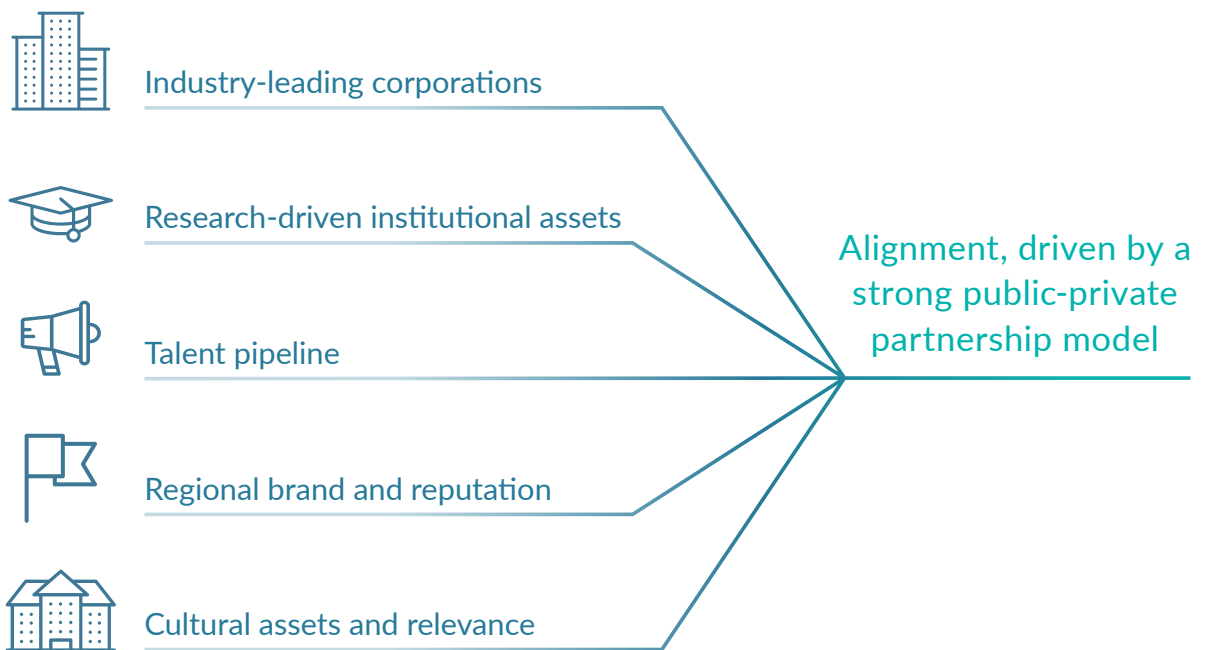 Industry-leading corporations
Research-driven institutional assets
Talent pipeline
Regional brand and reputation
Cultural assets and relevance
Alignment, driven by a
strong public-private
partnership model